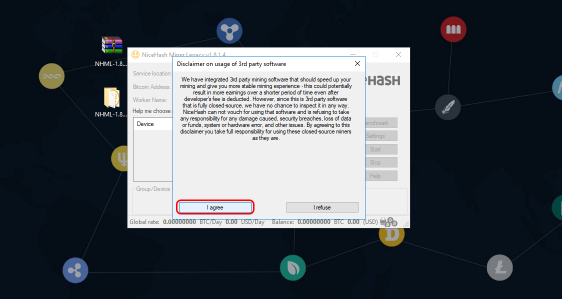 NiceHash Miner Legacy v1.8.1.4
Disclaimer on usage of 3rd party software
NHML-1.8...
Service location
We have integrated 3rd party mining software that should speed up your
mining and give you more stable mining experience - this could potentially
result in more earnings over a shorter period of time even after
developer's fee is deducted. However, since this is 3rd party software
that is fully closed-source, we have no chance to inspect it in any way.
NiceHash can not vouch for using that software and is refusing to take
any responsibility for any damage caused, security breaches, loss of data
or funds, system or hardware error, and other issues. By agreeing to this
disclaimer you take full responsibility for using these closed-source miners
as they are.
HASH
Bitcoin Address:
Worker Name:
Help me choose
NHML-1.8...
Device
Benchmark
Settings
Start
Stop
Help
Group/Device
I agree
I refuse
Global rate: 0.00000000 BTC/Day 0.00 USD/Day Balance: 0.00000000 BTC 0.00 (USD)